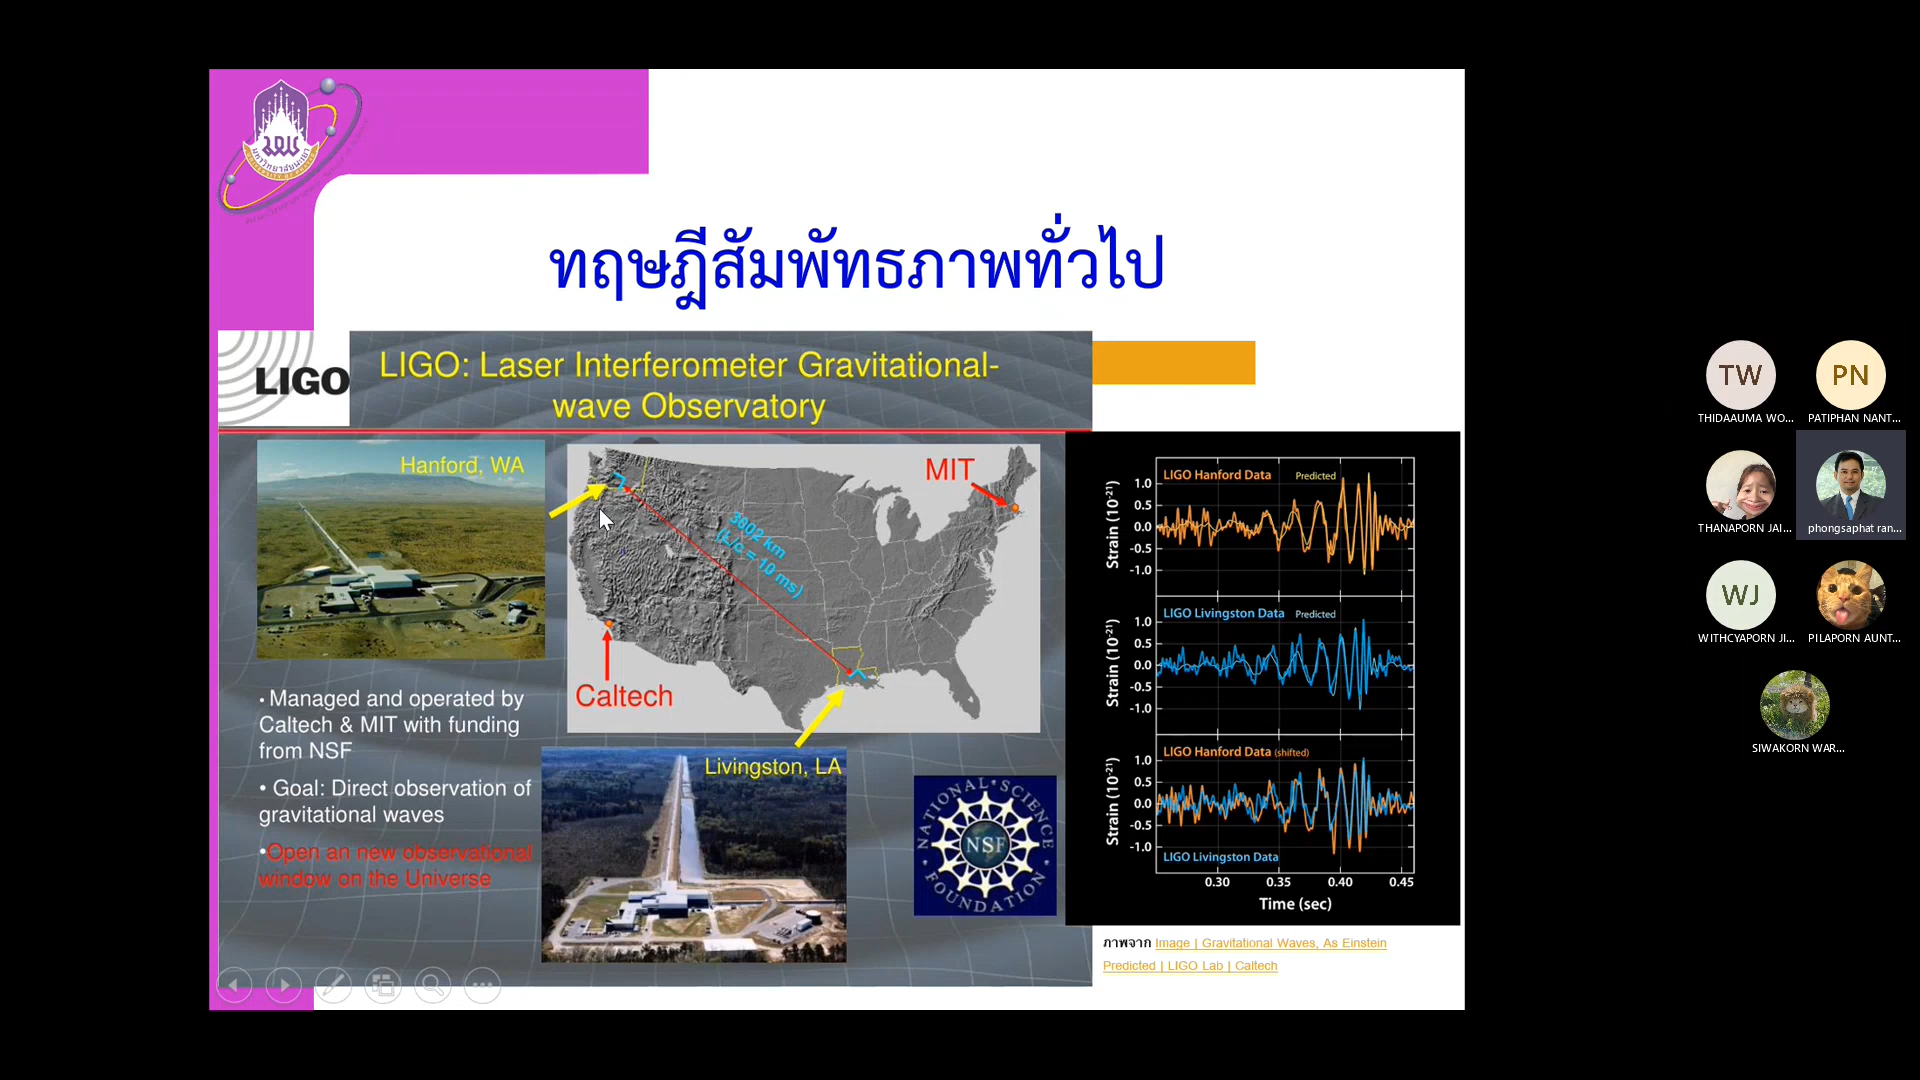 ทฤษฎีสัมพัทธภาพทั่วไป
LIGO
LIGO: Laser Interferometer Gravitational-
wave Observatory
Hanford, WA
MIT
3002 km
(L/c = 10 ms)
Caltech
Livingston, LA
• Managed and operated by
Caltech & MIT with funding
from NSF
• Goal: Direct observation of
gravitational waves
•Open an new observational
window on the Universe
NATIONAL SCIENCE
NSF
FOUNDATION
LIGO Hanford Data Predicted
1.0
0.5
0.0
-0.5
-1.0
Strain (10-21)
LIGO Livingston Data Predicted
1.0
0.5
0.0
-0.5
-1.0
Strain (10-21)
LIGO Hanford Data (shifted)
1.0
0.5
0.0
-0.5
-1.0
Strain (10-21)
LIGO Livingston Data
0.30 0.35 0.40 0.45
Time (sec)
ภาพจาก Image | Gravitational Waves, As Einstein
Predicted | LIGO Lab | Caltech
TW
THIDAAUMA WO...
PN
PATIPHAN NANT...
THANAPORN JAI...
phongsaphat ran...
WJ
WITHCYAPORN JI...
PILAPORN AUNT...
SIWAKORN WAR...